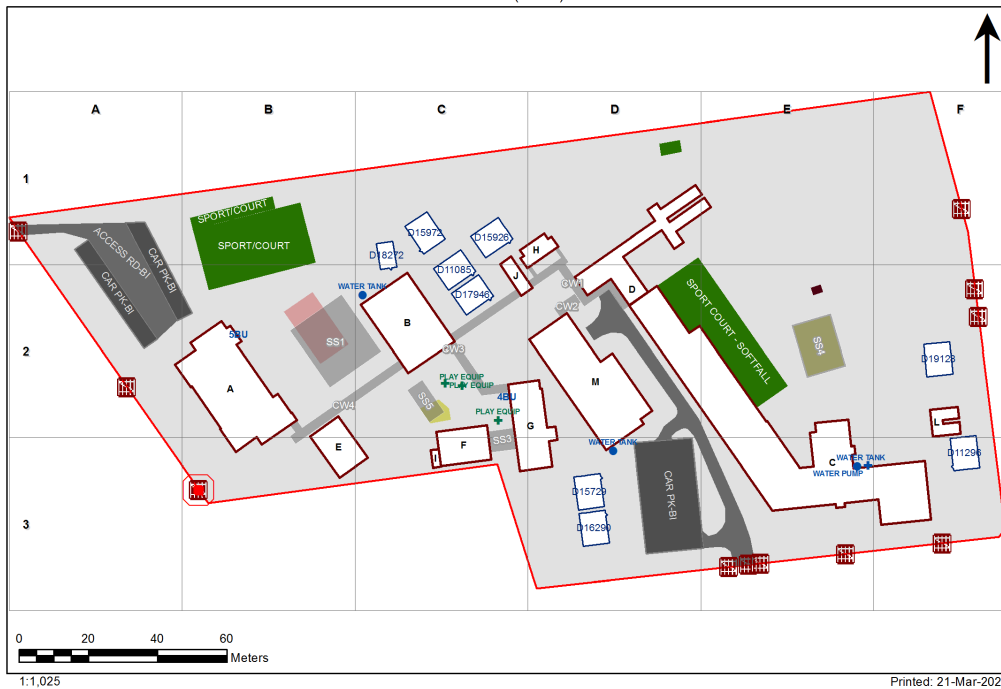 A B C D E F
1
SPORT/COURT
SPORT/COURT
ACCESS RD-BI
CAR PK-BI
CAR PK-BI
D15972
D15926
D18272
D11085
D17946
H
J
WATER TANK
CW1
CW2
D
B
SPORT COURT - SOFTFALL
2
5BU
SS1
SS4
CW3
D19123
A
M
PLAY EQUIP
PLAY EQUIP
4BU
SS5
CW4
PLAY EQUIP
G
L
E
F
I
SS3
WATER TANK
C
WATER TANK
WATER PUMP
D11296
CAR PK-BI
D15729
D16290
3
0 20 40 60
Meters
1:1,025
Printed: 21-Mar-202